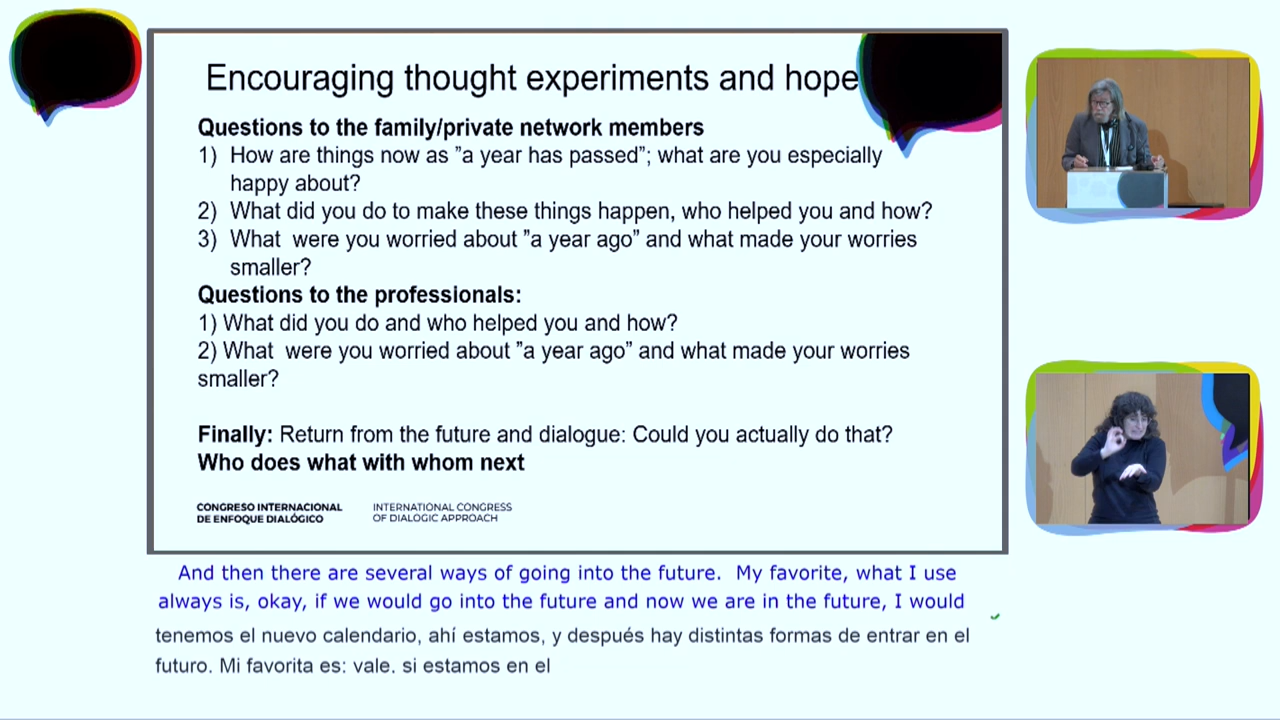 Encouraging thought experiments and hope
Questions to the family/private network members
1) How are things now as ”a year has passed”; what are you especially
happy about?
2) What did you do to make these things happen, who helped you and how?
3) What were you worried about ”a year ago” and what made your worries
smaller?
Questions to the professionals:
1) What did you do and who helped you and how?
2) What were you worried about ”a year ago” and what made your worries
smaller?
Finally: Return from the future and dialogue: Could you actually do that?
Who does what with whom next
CONGRESO INTERNACIONAL
DE ENFOQUE DIALÓGICO
INTERNATIONAL CONGRESS
OF DIALOGIC APPROACH
And then there are several ways of going into the future. My favorite, what I use
always is, okay, if we would go into the future and now we are in the future, I would
tenemos el nuevo calendario, ahí estamos, y después hay distintas formas de entrar en el
futuro. Mi favorita es: vale. si estamos en el